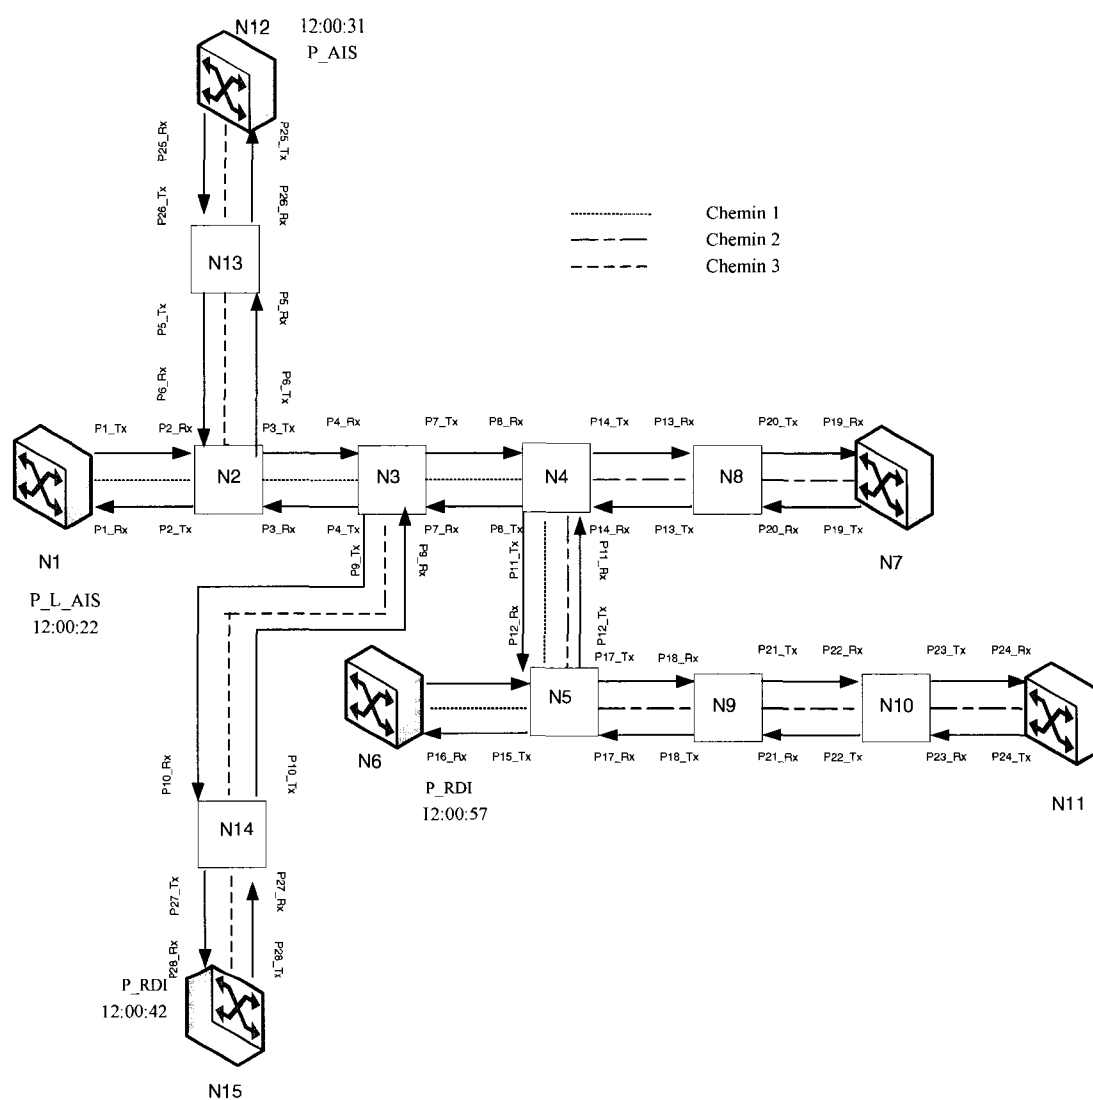 N12
12:00:31
P_AIS
P25_Rx
P25_Tx
P26_Tx
P26_Rx
Chemin 1
Chemin 2
Chemin 3
N13
P5_Tx
P5_Rx
P6_Rx
P6_Tx
P1_Tx
P2_Rx
P3_Tx
P4_Rx
P7_Tx
P8_Rx
P14_Tx
P13_Rx
P20_Tx
P19_Rx
N2
N3
N4
N8
P1_Rx
P2_Tx
P3_Rx
P4_Tx
P7_Rx
P8_Tx
P14_Rx
P13_Tx
P20_Rx
P19_Tx
N1
N7
P9_Tx
P9_Rx
P11_Tx
P11_Rx
P_L_AIS
12:00:22
P12_Rx
P12_Tx
P17_Tx
P18_Rx
P21_Tx
P22_Rx
P23_Tx
P24_Rx
N5
N9
N10
N6
P16_Rx
P15_Tx
P17_Rx
P18_Tx
P21_Rx
P22_Tx
P23_Rx
P24_Tx
P_RDI
12:00:57
N11
P10_Rx
P10_Tx
N14
P27_Tx
P27_Rx
P28_Rx
P28_Tx
P_RDI
12:00:42
N15